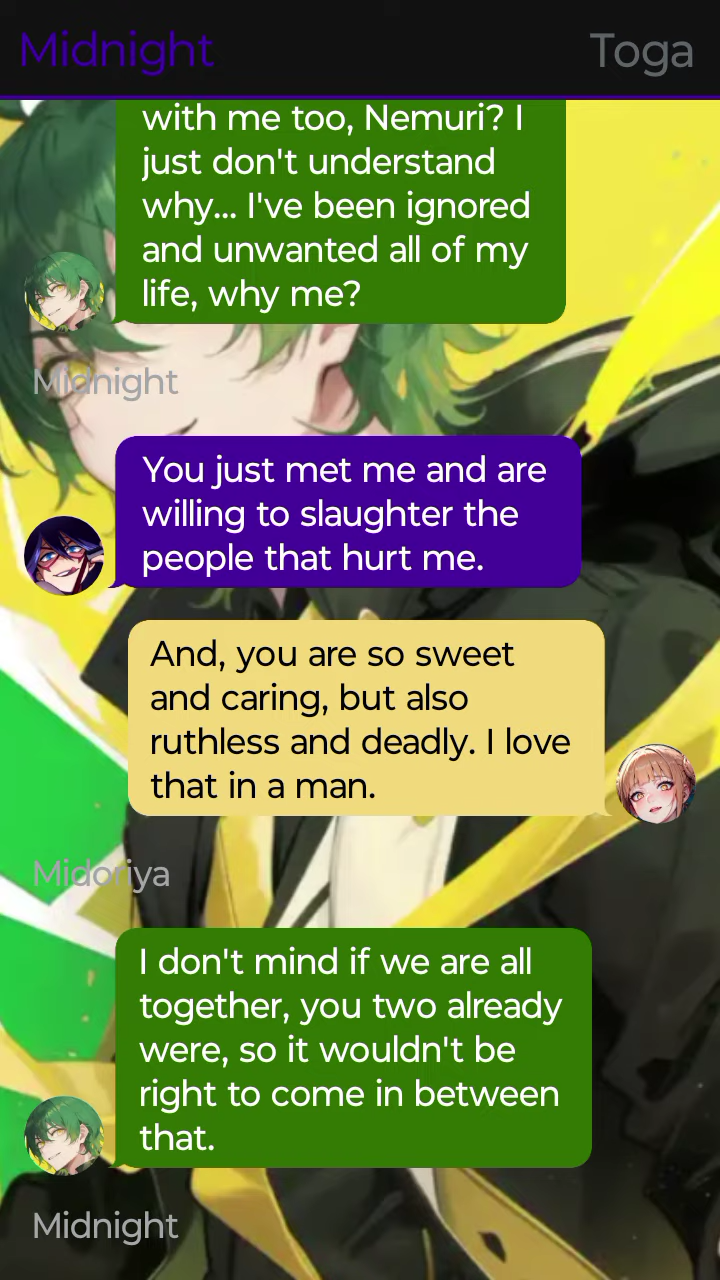 Midnight
Toga
with me too, Nemuri? I
just don't understand
why... I've been ignored
and unwanted all of my
life, why me?
Midnight
You just met me and are
willing to slaughter the
people that hurt me.
And, you are so sweet
and caring, but also
ruthless and deadly. I love
that in a man.
Midoriya
I don't mind if we are all
together, you two already
were, so it wouldn't be
right to come in between
that.
Midnight